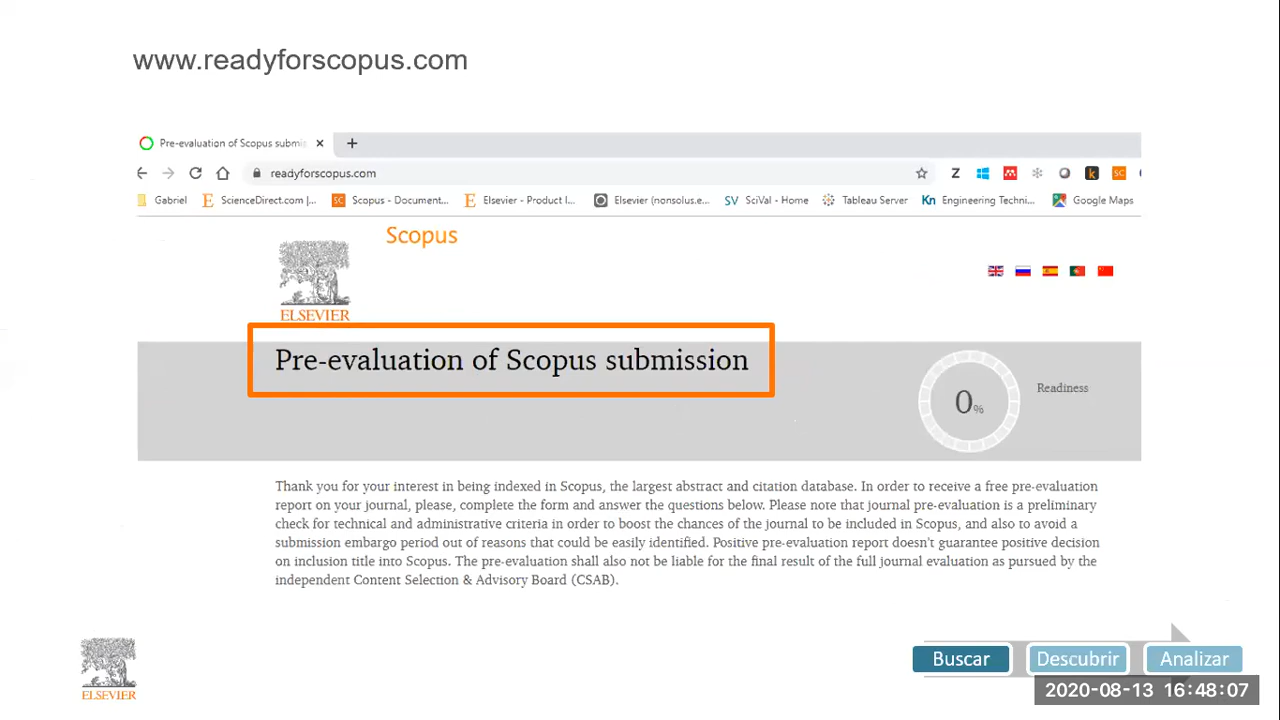 www.readyforscopus.com
Pre-evaluation of Scopus submi
readyforscopus.com
Gabriel
ScienceDirect.com |...
Scopus - Document...
Elsevier - Product I...
Elsevier (nonsolus.e...
SciVal - Home
Tableau Server
Engineering Techni...
Google Maps
Scopus
ELSEVIER
Pre-evaluation of Scopus submission
0%
Readiness
Thank you for your interest in being indexed in Scopus, the largest abstract and citation database. In order to receive a free pre-evaluation
report on your journal, please, complete the form and answer the questions below. Please note that journal pre-evaluation is a preliminary
check for technical and administrative criteria in order to boost the chances of the journal to be included in Scopus, and also to avoid a
submission embargo period out of reasons that could be easily identified. Positive pre-evaluation report doesn't guarantee positive decision
on inclusion title into Scopus. The pre-evaluation shall also not be liable for the final result of the full journal evaluation as pursued by the
independent Content Selection & Advisory Board (CSAB).
ELSEVIER
Buscar
Descubrir
Analizar
2020-08-13 16:48:07